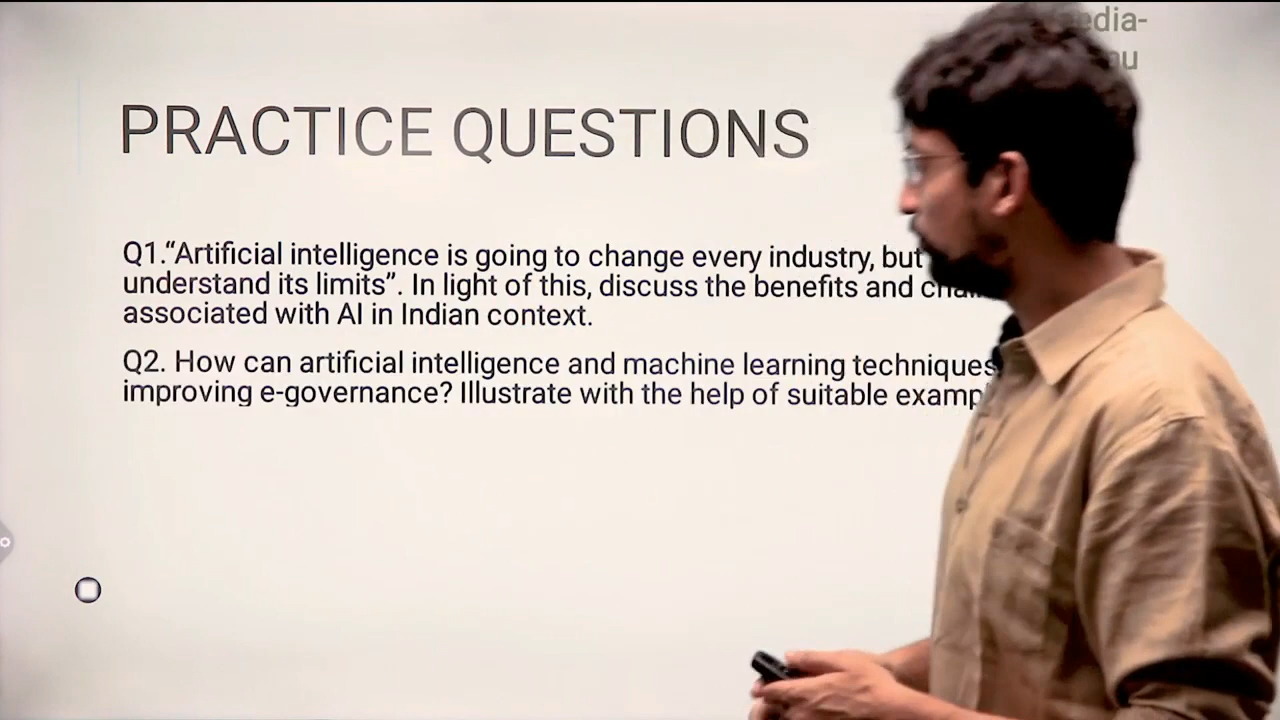 PRACTICE QUESTIONS
Q1.“Artificial intelligence is going to change every industry, but
understand its limits”. In light of this, discuss the benefits and
associated with AI in Indian context.
Q2. How can artificial intelligence and machine learning techniques
improving e-governance? Illustrate with the help of suitable